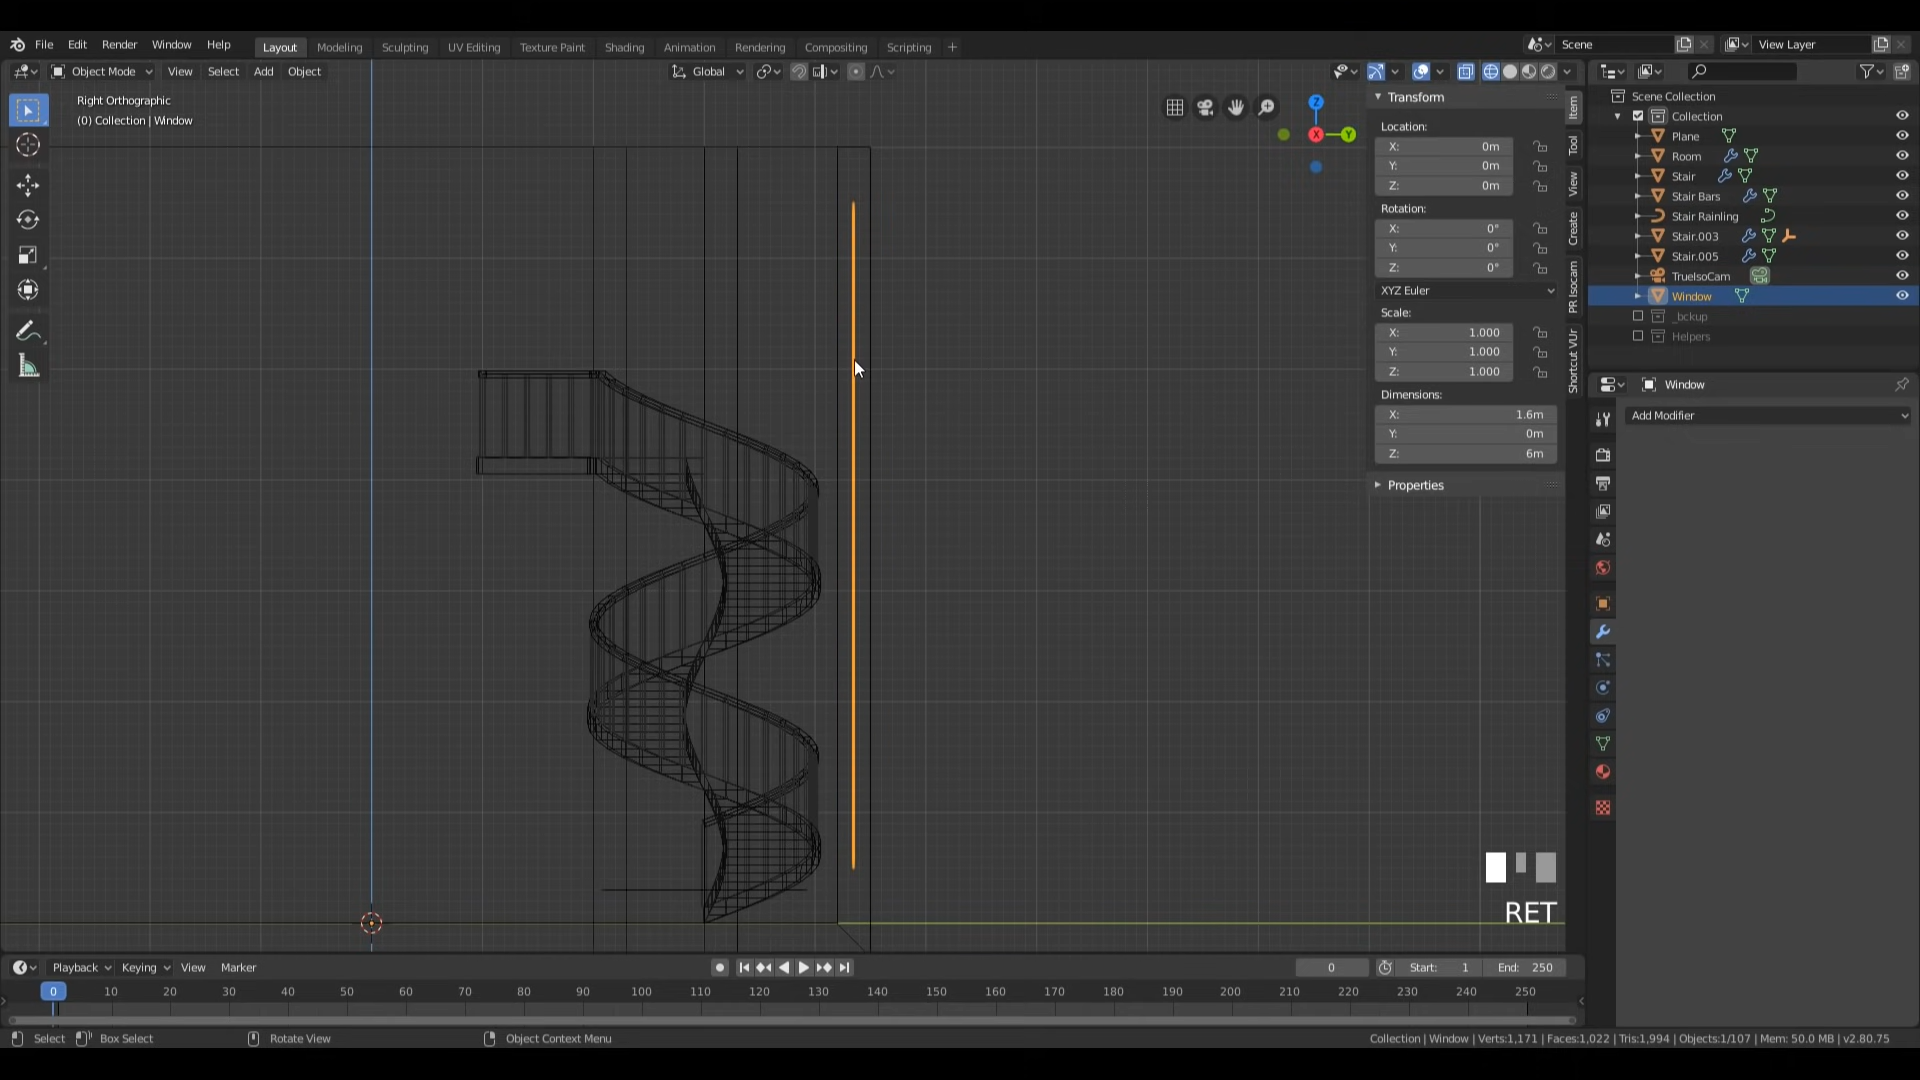 File Edit Render Window Help
Layout Modeling Sculpting UV Editing Texture Paint Shading Animation Rendering Compositing Scripting +
Scene
View Layer
Object Mode View Select Add Object
Global
Right Orthographic
(0) Collection | Window
Z
X
Y
Transform
Location:
X: 0m
Y: 0m
Z: 0m
Rotation:
X: 0°
Y: 0°
Z: 0°
XYZ Euler
Scale:
X: 1.000
Y: 1.000
Z: 1.000
Dimensions:
X: 1.6m
Y: 0m
Z: 6m
Properties
Item
Tool
View
Create
PR Isocam
Shortcut VUr
Scene Collection
Collection
Plane
Room
Stair
Stair Bars
Stair Rainling
Stair.003
Stair.005
TrueIsoCam
Window
_bckup
Helpers
Window
Add Modifier
RET
Playback Keying View Marker
0
Start: 1
End: 250
0 10 20 30 40 50 60 70 80 90 100 110 120 130 140 150 160 170 180 190 200 210 220 230 240 250
Select Box Select Rotate View Object Context Menu
Collection | Window | Verts:1,171 | Faces:1,022 | Tris:1,994 | Objects:1/107 | Mem: 50.0 MB | v2.80.75